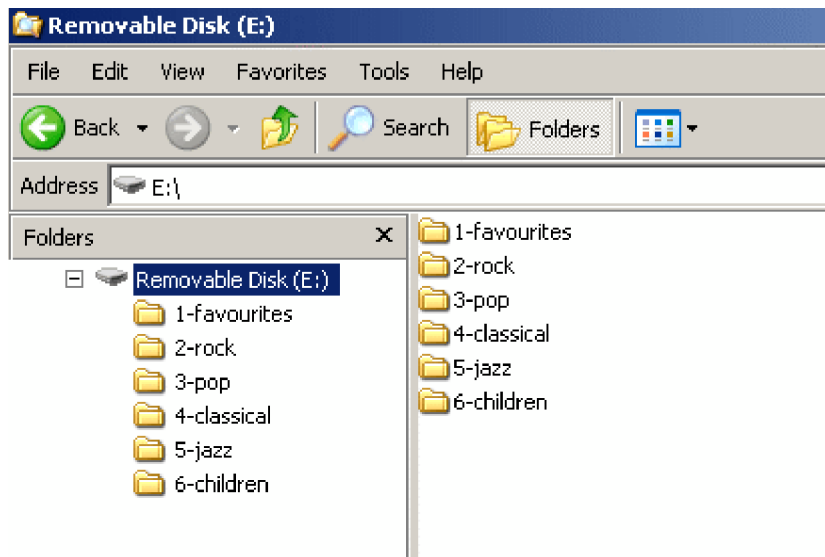 Removable Disk (E:)
File Edit View Favorites Tools Help
Back Search Folders
Address E:\
Folders
Removable Disk (E:)
1-favourites
2-rock
3-pop
4-classical
5-jazz
6-children
1-favourites
2-rock
3-pop
4-classical
5-jazz
6-children